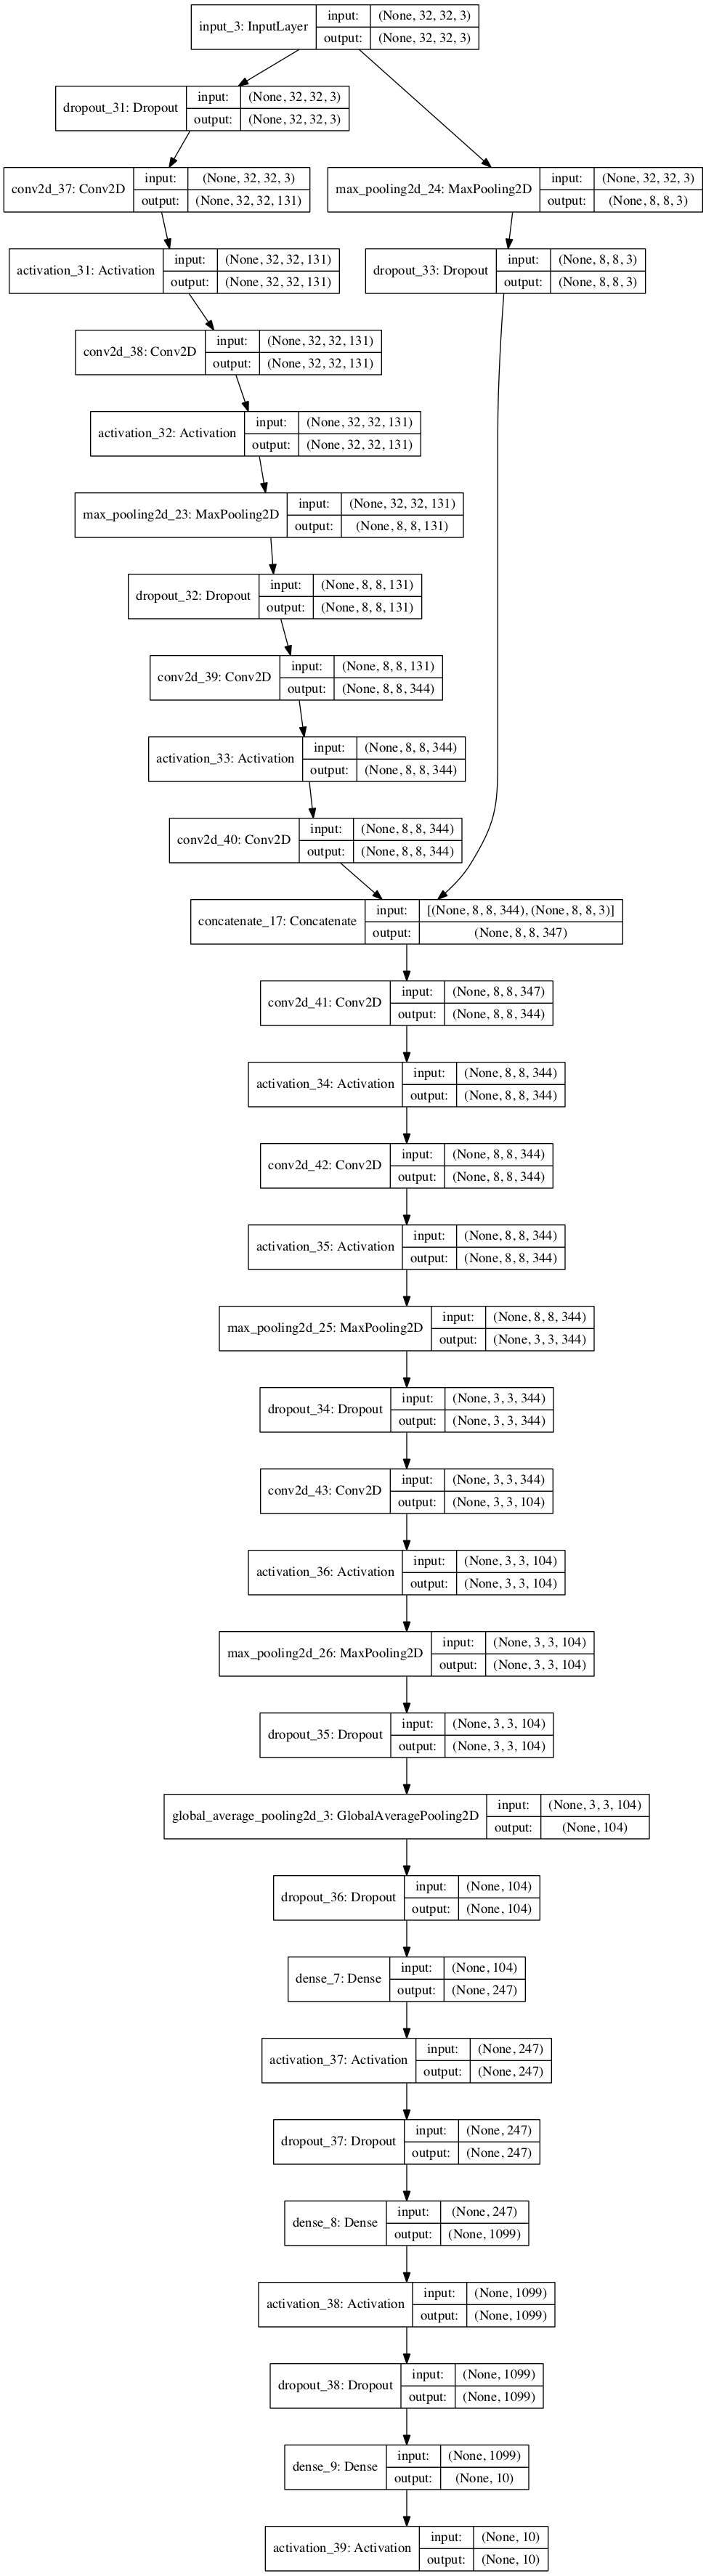 input_3: InputLayer
input: (None, 32, 32, 3)
output: (None, 32, 32, 3)
dropout_31: Dropout
input: (None, 32, 32, 3)
output: (None, 32, 32, 3)
conv2d_37: Conv2D
input: (None, 32, 32, 3)
output: (None, 32, 32, 131)
max_pooling2d_24: MaxPooling2D
input: (None, 32, 32, 3)
output: (None, 8, 8, 3)
activation_31: Activation
input: (None, 32, 32, 131)
output: (None, 32, 32, 131)
dropout_33: Dropout
input: (None, 8, 8, 3)
output: (None, 8, 8, 3)
conv2d_38: Conv2D
input: (None, 32, 32, 131)
output: (None, 32, 32, 131)
activation_32: Activation
input: (None, 32, 32, 131)
output: (None, 32, 32, 131)
max_pooling2d_23: MaxPooling2D
input: (None, 32, 32, 131)
output: (None, 8, 8, 131)
dropout_32: Dropout
input: (None, 8, 8, 131)
output: (None, 8, 8, 131)
conv2d_39: Conv2D
input: (None, 8, 8, 131)
output: (None, 8, 8, 344)
activation_33: Activation
input: (None, 8, 8, 344)
output: (None, 8, 8, 344)
conv2d_40: Conv2D
input: (None, 8, 8, 344)
output: (None, 8, 8, 344)
concatenate_17: Concatenate
input: [(None, 8, 8, 344), (None, 8, 8, 3)]
output: (None, 8, 8, 347)
conv2d_41: Conv2D
input: (None, 8, 8, 347)
output: (None, 8, 8, 344)
activation_34: Activation
input: (None, 8, 8, 344)
output: (None, 8, 8, 344)
conv2d_42: Conv2D
input: (None, 8, 8, 344)
output: (None, 8, 8, 344)
activation_35: Activation
input: (None, 8, 8, 344)
output: (None, 8, 8, 344)
max_pooling2d_25: MaxPooling2D
input: (None, 8, 8, 344)
output: (None, 3, 3, 344)
dropout_34: Dropout
input: (None, 3, 3, 344)
output: (None, 3, 3, 344)
conv2d_43: Conv2D
input: (None, 3, 3, 344)
output: (None, 3, 3, 104)
activation_36: Activation
input: (None, 3, 3, 104)
output: (None, 3, 3, 104)
max_pooling2d_26: MaxPooling2D
input: (None, 3, 3, 104)
output: (None, 3, 3, 104)
dropout_35: Dropout
input: (None, 3, 3, 104)
output: (None, 3, 3, 104)
global_average_pooling2d_3: GlobalAveragePooling2D
input: (None, 3, 3, 104)
output: (None, 104)
dropout_36: Dropout
input: (None, 104)
output: (None, 104)
dense_7: Dense
input: (None, 104)
output: (None, 247)
activation_37: Activation
input: (None, 247)
output: (None, 247)
dropout_37: Dropout
input: (None, 247)
output: (None, 247)
dense_8: Dense
input: (None, 247)
output: (None, 1099)
activation_38: Activation
input: (None, 1099)
output: (None, 1099)
dropout_38: Dropout
input: (None, 1099)
output: (None, 1099)
dense_9: Dense
input: (None, 1099)
output: (None, 10)
activation_39: Activation
input: (None, 10)
output: (None, 10)